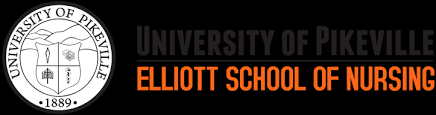 UNIVERSITY OF PIKEVILLE
• 1889 •
UNIVERSITY OF PIKEVILLE
ELLIOTT SCHOOL OF NURSING